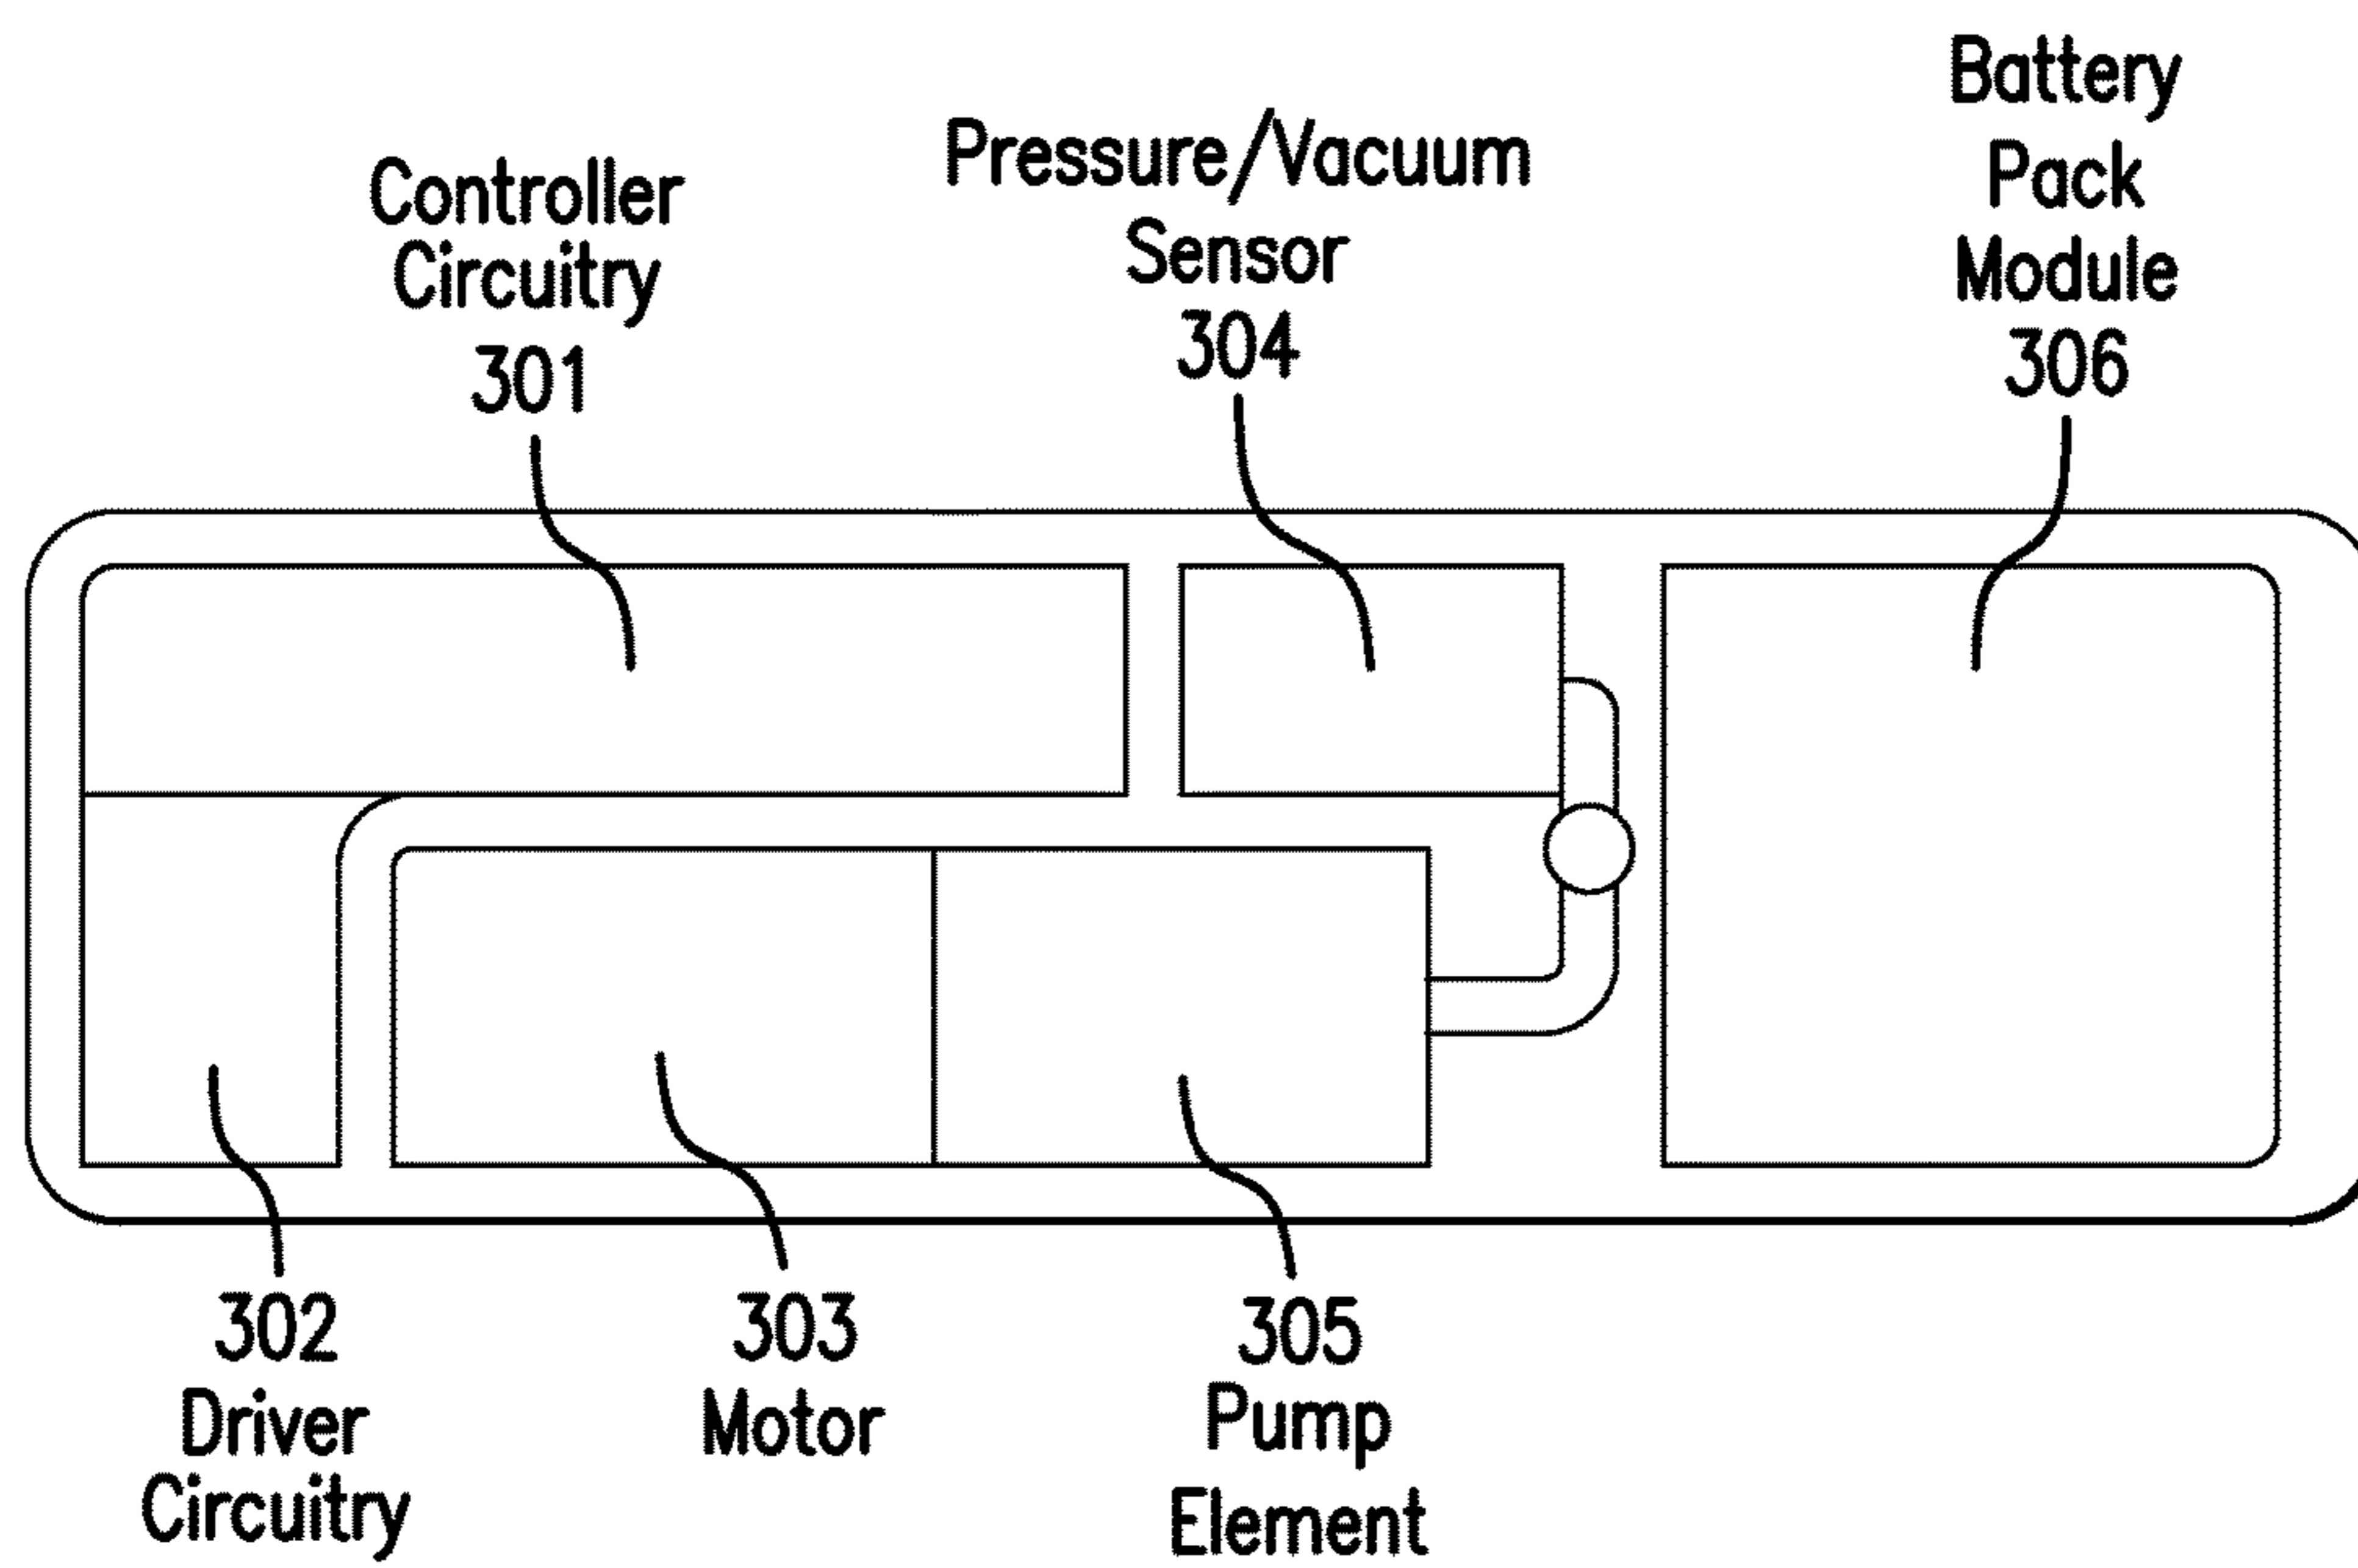 Controller
Circuitry
301
Pressure/Vacuum
Sensor
304
Battery
Pack
Module
306
302
Driver
Circuitry
303
Motor
305
Pump
Element